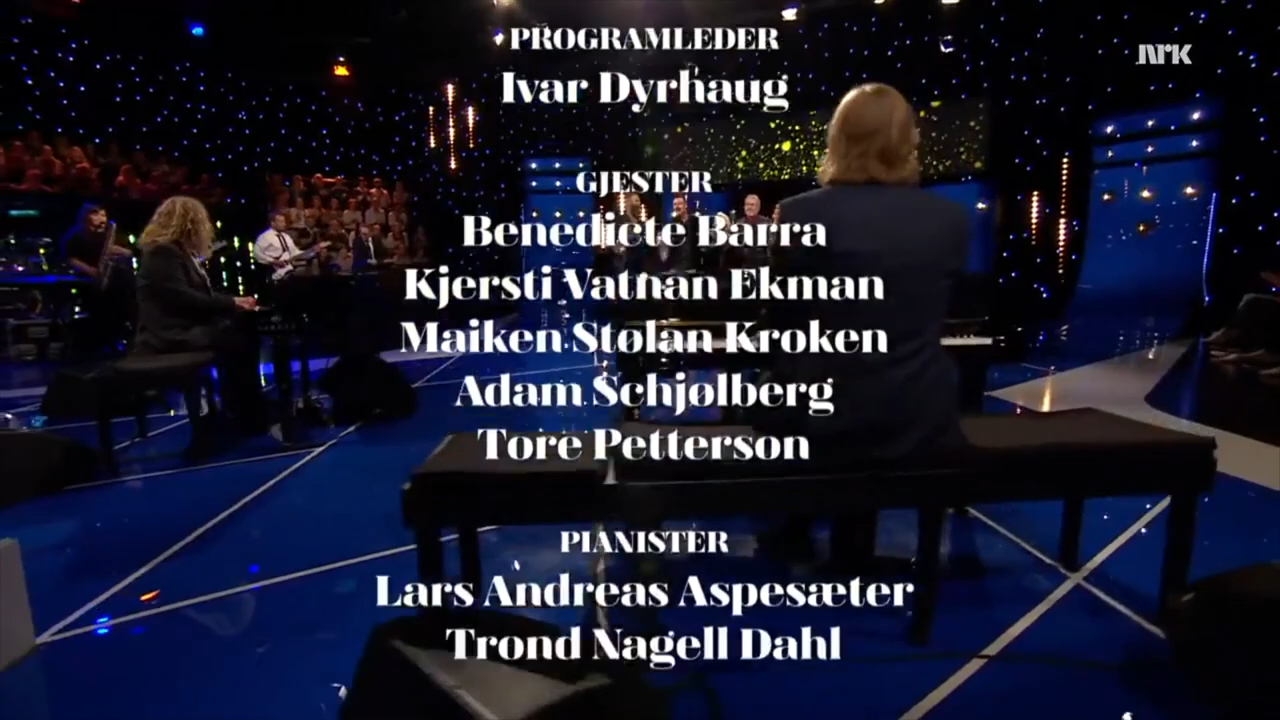 PROGRAMLEDER
nrk
Ivar Dyrhaug
GJESTER
Benedicte Barra
Kjersti Vatnan Ekman
Maiken Stølan Kroken
Adam Schjølberg
Tore Petterson
PIANISTER
Lars Andreas Aspesæter
Trond Nagell Dahl